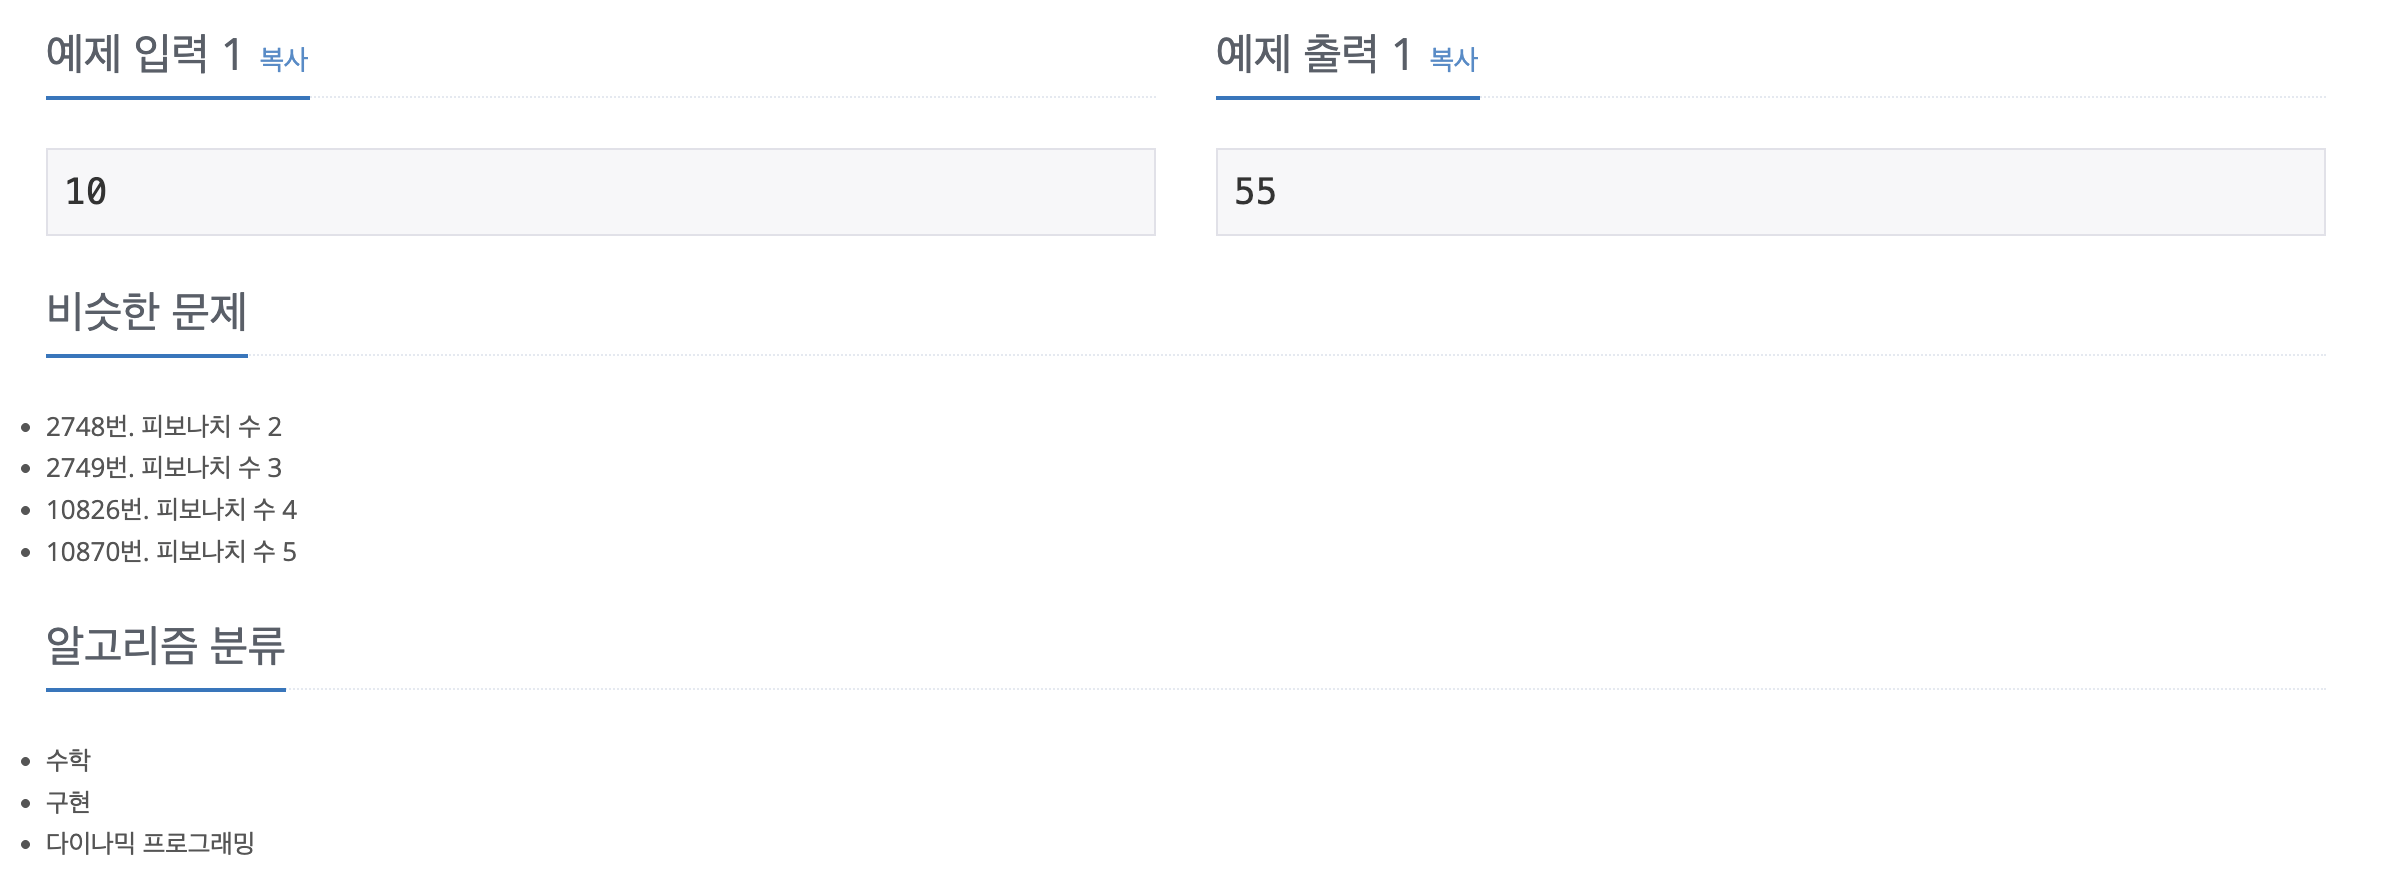 예제 입력 1 복사
예제 출력 1 복사
10
55
비슷한 문제
2748번. 피보나치 수 2
2749번. 피보나치 수 3
10826번. 피보나치 수 4
10870번. 피보나치 수 5
알고리즘 분류
수학
구현
다이나믹 프로그래밍